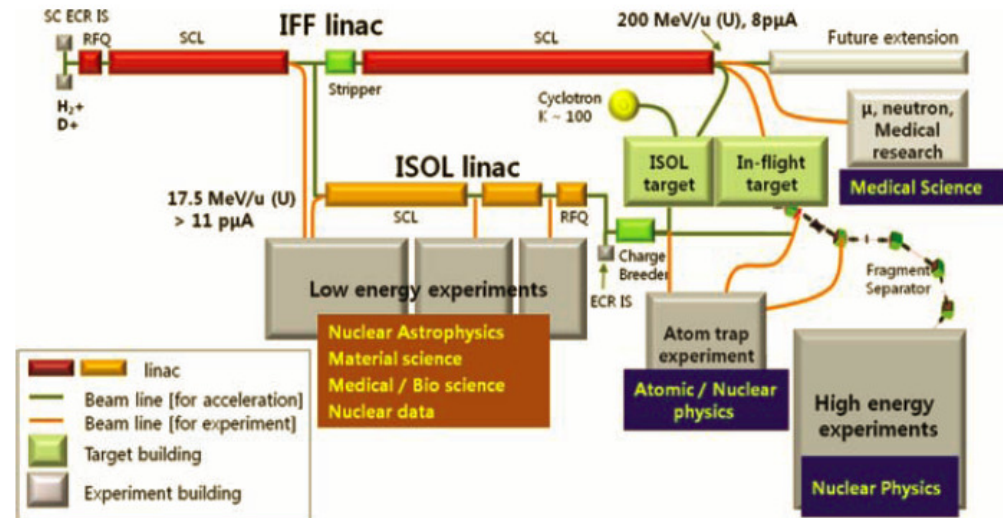 SC ECR IS
RFQ
SCL
IFF linac
SCL
200 MeV/u (U), 8pμA
Future extension
H₂+
D+
Stripper
Cyclotron
K ~ 100
μ, neutron,
Medical
research
Medical Science
ISOL
target
In-flight
target
ISOL linac
17.5 MeV/u (U)
> 11 pμA
SCL
RFQ
Charge
Breeder
ECR IS
Fragment
Separator
Low energy experiments
Nuclear Astrophysics
Material science
Medical / Bio science
Nuclear data
Atom trap
experiment
Atomic / Nuclear
physics
High energy
experiments
Nuclear Physics
linac
Beam line [for acceleration]
Beam line [for experiment]
Target building
Experiment building